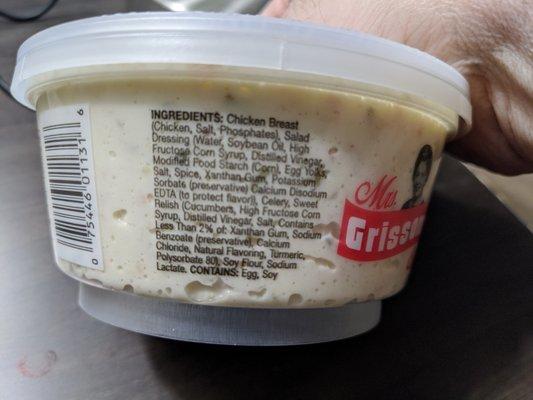 INGREDIENTS: Chicken Breast
(Chicken, Salt, Phosphates), Salad
Dressing (Water, Soybean Oil, High
Fructose Corn Syrup, Distilled Vinegar,
Modified Food Starch (Corn), Egg Yolks,
Salt, Spice, Xanthan Gum, Potassium
Sorbate (preservative) Calcium Disodium
EDTA (to protect flavor), Celery, Sweet
Relish (Cucumbers, High Fructose Corn
Syrup, Distilled Vinegar, Salt, Contains
Less Than 2% of: Xanthan Gum, Sodium
Benzoate (preservative), Calcium
Chloride, Natural Flavoring, Turmeric,
Polysorbate 80), Soy Flour, Sodium
Lactate. CONTAINS: Egg, Soy
0 75446 01131 6
Mrs.
Grisso